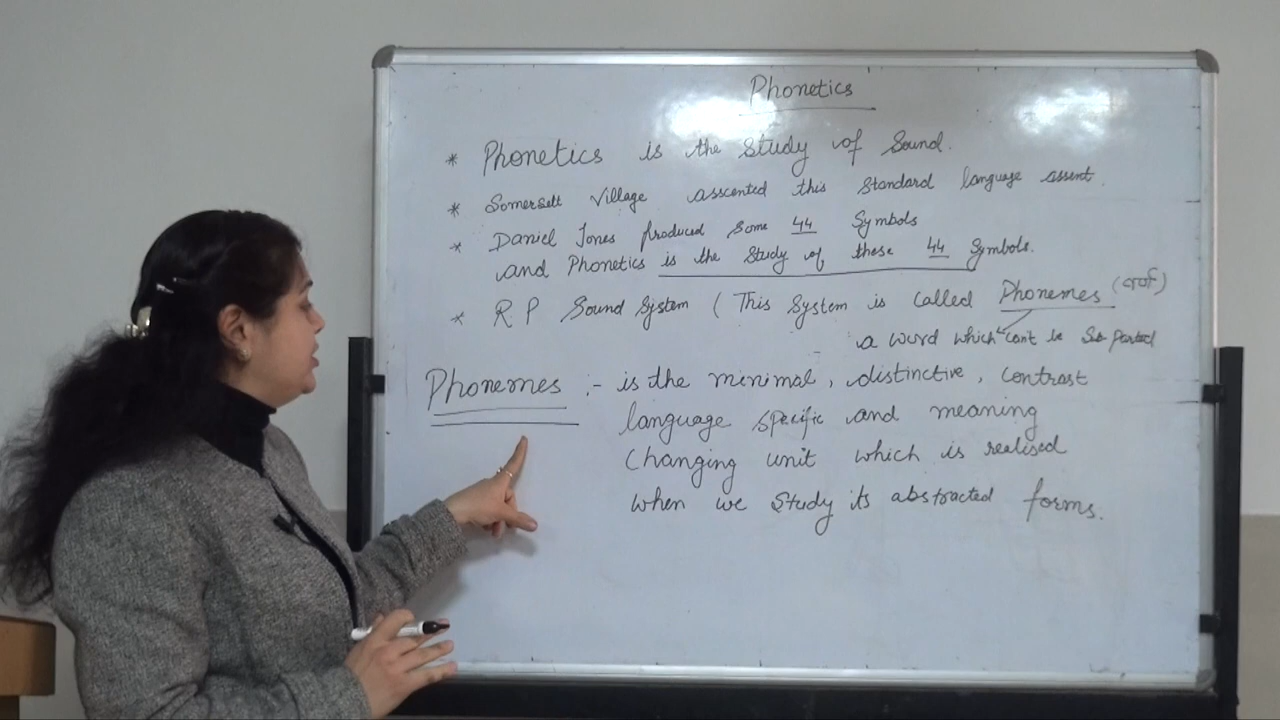 Phonetics
* Phonetics is the study of Sound.
* Somersett Village asscented this Standard language assent.
* Daniel Jones produced Some 44 Symbols
and Phonetics is the Study of these 44 Symbols.
* R.P Sound System ( This System is called Phonemes (वर्ण)
a word which can't be Sub parted
Phonemes :- is the minimal, distinctive, contrast
language specific and meaning
Changing unit which is realised
when we study its abstracted forms.